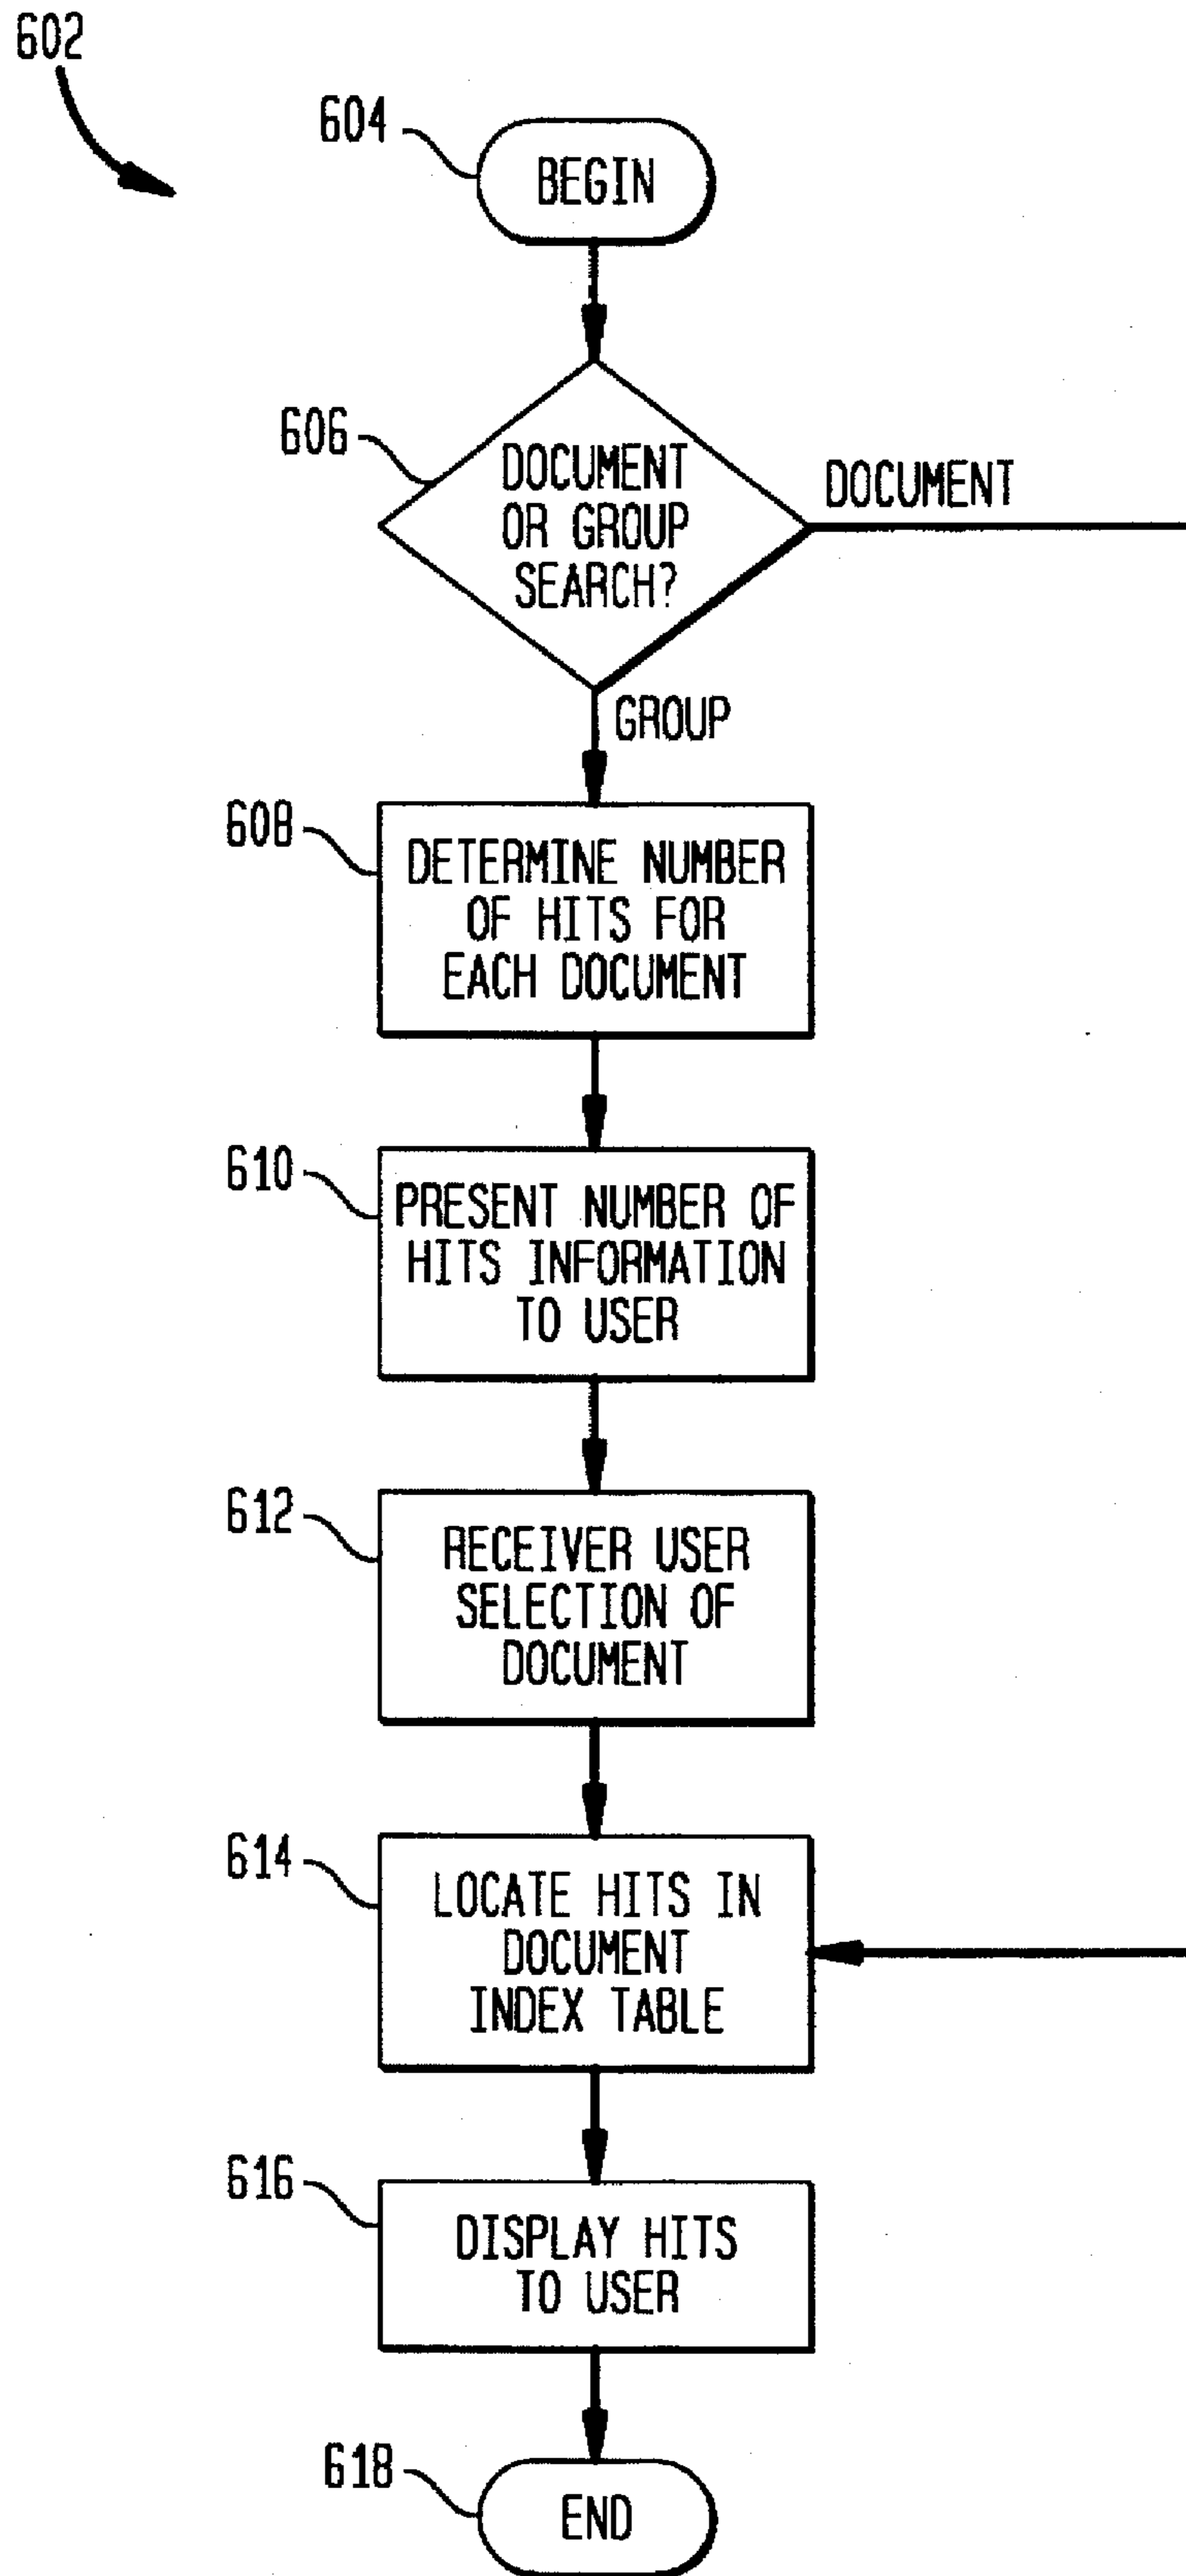 602
604
BEGIN
606
DOCUMENT
OR GROUP
SEARCH?
DOCUMENT
GROUP
608
DETERMINE NUMBER
OF HITS FOR
EACH DOCUMENT
610
PRESENT NUMBER OF
HITS INFORMATION
TO USER
612
RECEIVER USER
SELECTION OF
DOCUMENT
614
LOCATE HITS IN
DOCUMENT
INDEX TABLE
616
DISPLAY HITS
TO USER
618
END